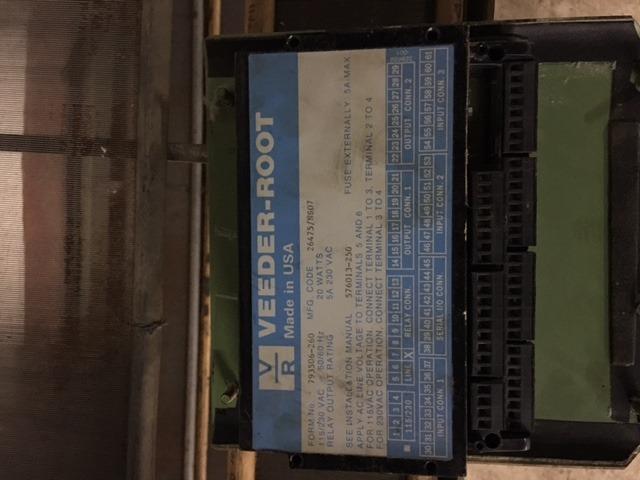 VR VEEDER-ROOT
Made in USA
FORM No. 793506-260 MFG. CODE 26475/8807
115/230 VAC 50/60 Hz 20 WATTS
RELAY OUTPUT RATING 5A 230 VAC
SEE INSTALLATION MANUAL 576013-250 FUSE EXTERNALLY 5A MAX
APPLY AC LINE VOLTAGE TO TERMINALS 5 AND 6
FOR 115VAC OPERATION, CONNECT TERMINAL 1 TO 3, TERMINAL 2 TO 4
FOR 230VAC OPERATION, CONNECT TERMINAL 3 TO 4
1 2 3 4 5 6 7 8 9 10 11 12 13 14 15 16 17 18 19 20 21 22 23 24 25 26 27 28 29
115/230 LINE X RELAY CONN OUTPUT CONN. 1 OUTPUT CONN. 2
30 31 32 33 34 35 36 37 38 39 40 41 42 43 44 45 46 47 48 49 50 51 52 53 54 55 56 57 58 59 60 61
INPUT CONN. 1 SERIAL I/O CONN. INPUT CONN. 2 INPUT CONN. 3